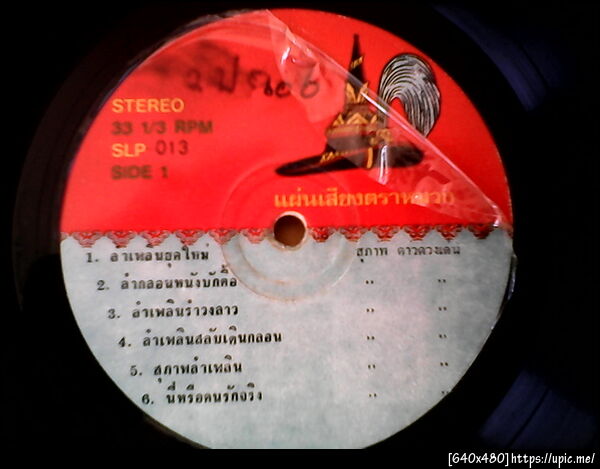 STEREO
33 1/3 RPM
SLP 013
SIDE 1
แผ่นเสียงตรา
1. ลำเพลินยุคใหม่ สุภาพ ดาวดวงเด่น
2. ลำกลอนหนังบักตื้อ " "
3. ลำเพลินรำวงลาว " "
4. ลำเพลินสลับเดินกลอน " "
5. สุภาพลำเพลิน " "
6. นี่หรือคนรักจริง " "
[640x480]https://upic.me/